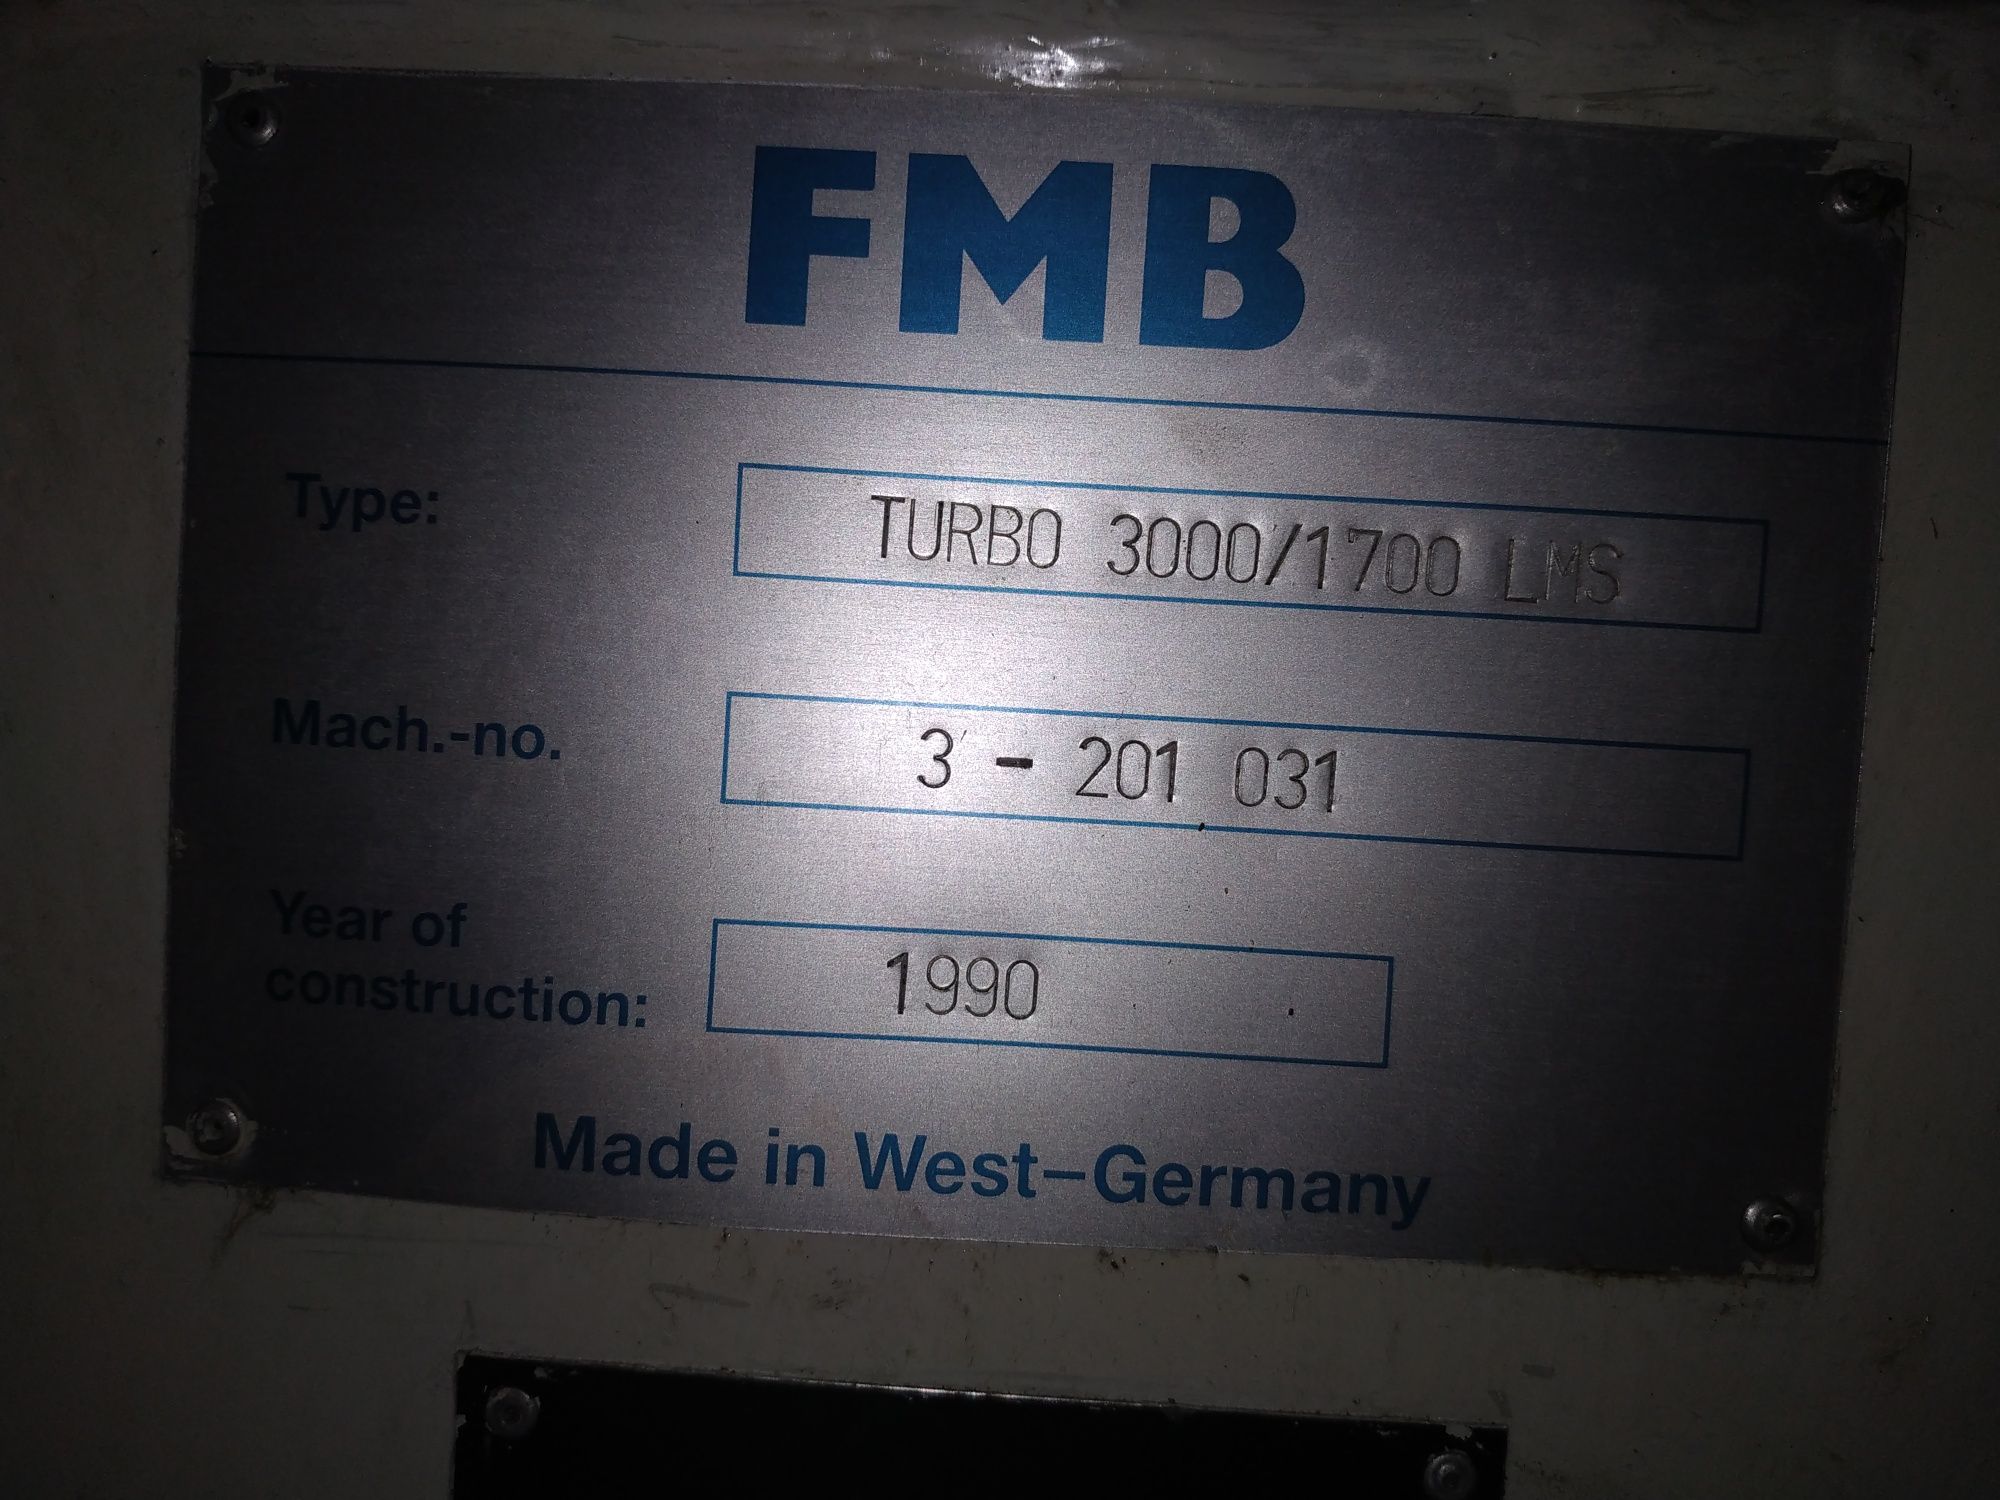 FMB
Type: TURBO 3000/1700 LMS
Mach.-no. 3 - 201 031
Year of
construction: 1990
Made in West–Germany